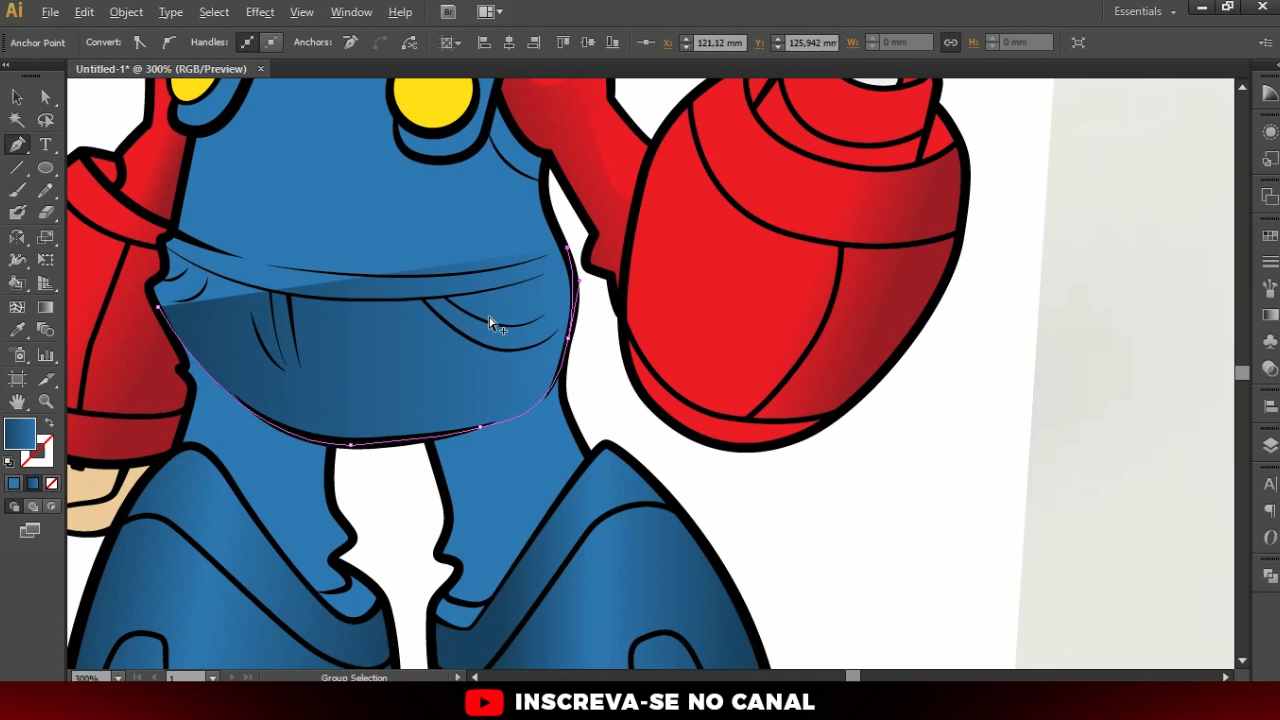 Ai File Edit Object Type Select Effect View Window Help Br Essentials
Anchor Point Convert: Handles: Anchors: X: 121,12 mm Y: 125,942 mm W: 0 mm H: 0 mm
Untitled-1* @ 300% (RGB/Preview) ×
300% 1 Group Selection
INSCREVA-SE NO CANAL